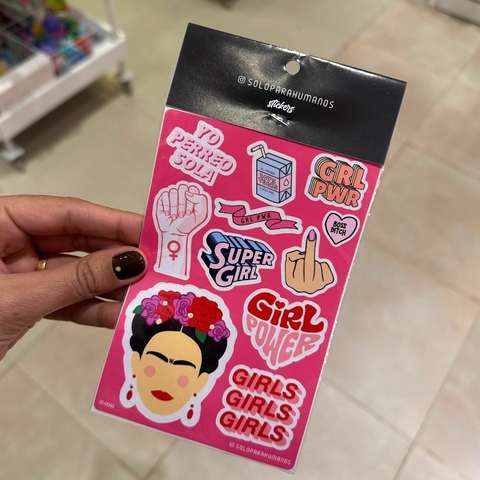 SOLOPARAHUMANOS
stickers
YO
PERREO
SOLA
GRL
PWR
GRL PWR
BOSS
BITCH
SUPER
GIRL
GIRL
POWER
GIRLS
GIRLS
GIRLS
@SOLOPARAHUMANOS